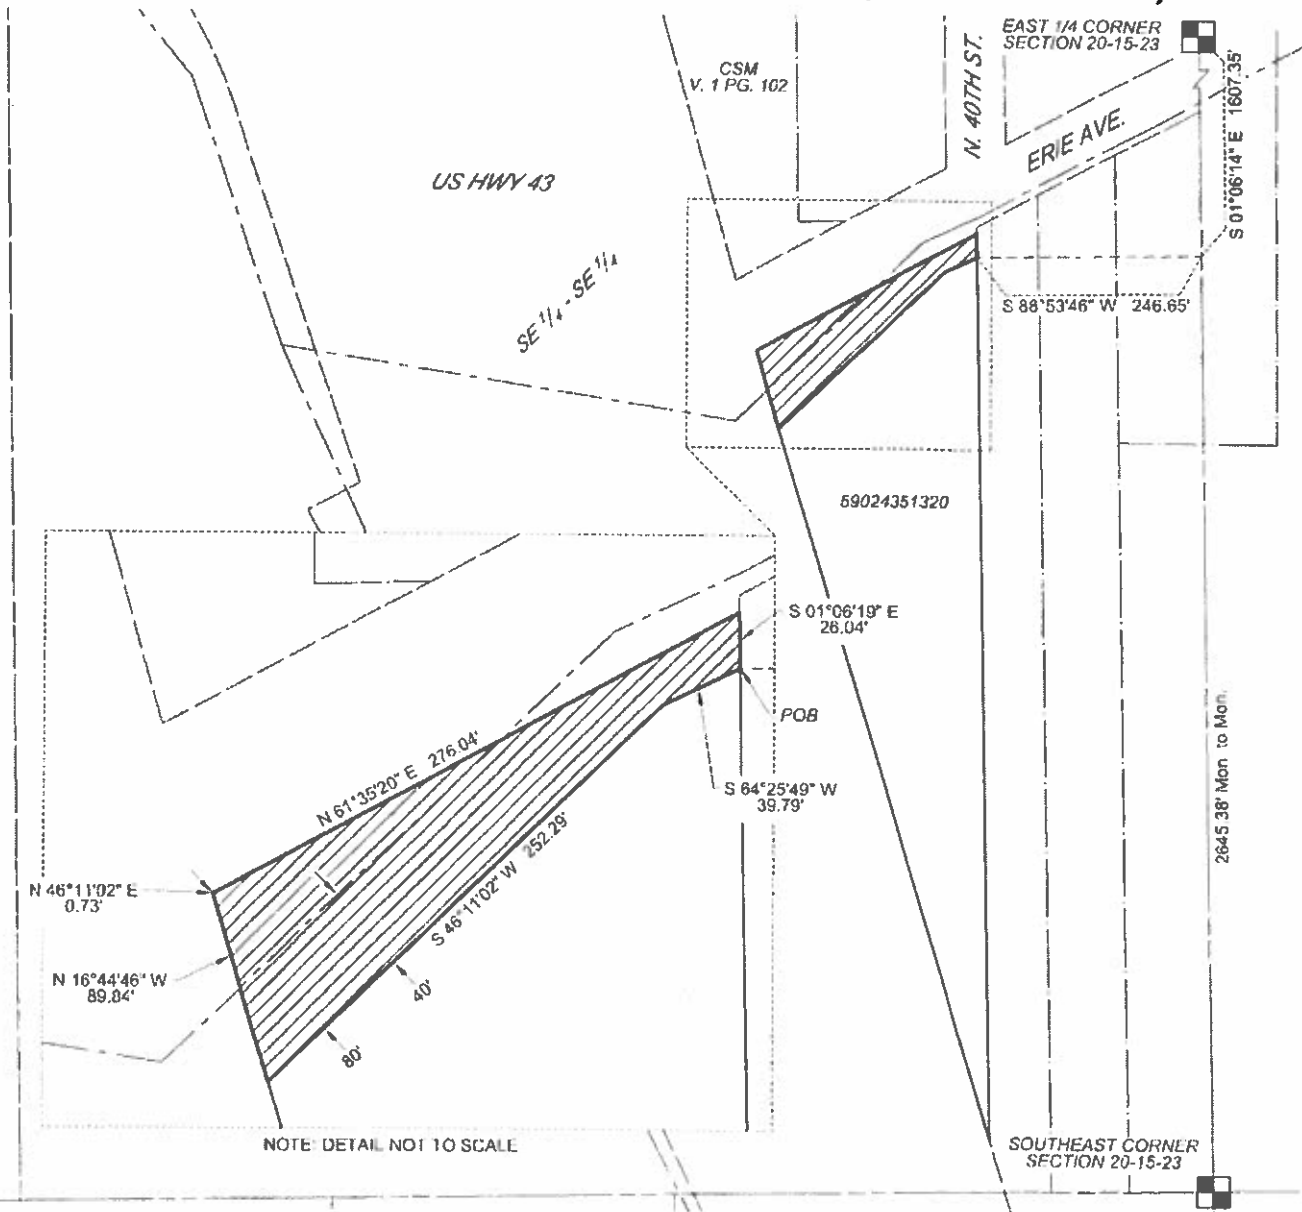 EAST 1/4 CORNER
SECTION 20-15-23
CSM
V. 1 PG. 102
N. 40TH ST.
ERIE AVE.
S 01°06'14" E 1607.35'
US HWY 43
SE 1/4 - SE 1/4
S 88°53'46" W 246.65'
59024351320
S 01°06'19" E
26.04'
POB
N 61°35'20" E 276.04'
S 64°25'49" W
39.79'
2645.38' Mon to Mon.
S 46°11'02" W 252.29'
N 46°11'02" E
0.73'
N 16°44'46" W
89.84'
40'
80'
NOTE: DETAIL NOT TO SCALE
SOUTHEAST CORNER
SECTION 20-15-23